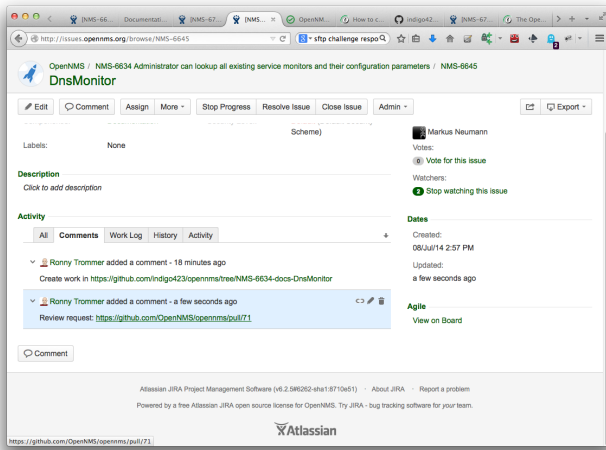 NMS-66...
Documentati...
NMS-67...
NMS...
OpenNM...
How to c...
indigo42...
NMS-67...
The Ope...
http://issues.opennms.org/browse/NMS-6645
sftp challenge respo
2
OpenNMS / NMS-6634 Administrator can lookup all existing service monitors and their configuration parameters / NMS-6645
DnsMonitor
Edit Comment Assign More Stop Progress Resolve Issue Close Issue Admin Export
Scheme)
Labels: None
Description
Click to add description
Activity
All Comments Work Log History Activity
Ronny Trommer added a comment - 18 minutes ago
Create work in https://github.com/indigo423/opennms/tree/NMS-6634-docs-DnsMonitor
Ronny Trommer added a comment - a few seconds ago
Review request: https://github.com/OpenNMS/opennms/pull/71
Comment
Markus Neumann
Votes:
0 Vote for this issue
Watchers:
2 Stop watching this issue
Dates
Created:
08/Jul/14 2:57 PM
Updated:
a few seconds ago
Agile
View on Board
Atlassian JIRA Project Management Software (v6.2.5#6262-sha1:8710e51) · About JIRA · Report a problem
Powered by a free Atlassian JIRA open source license for OpenNMS. Try JIRA - bug tracking software for your team.
Atlassian
https://github.com/OpenNMS/opennms/pull/71